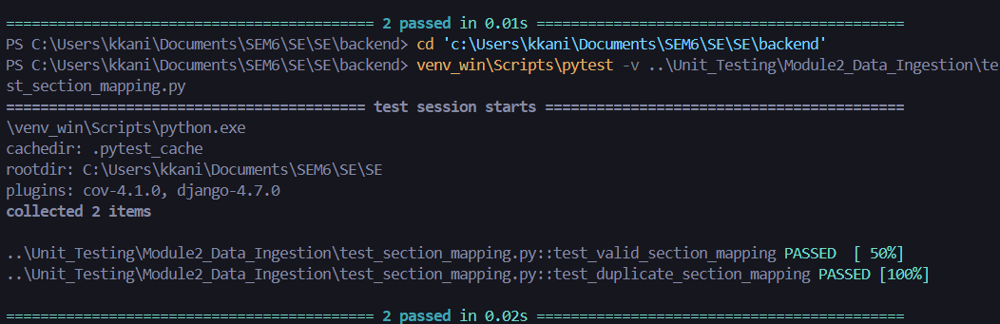 ========================================== 2 passed in 0.01s ==========================================
PS C:\Users\kkani\Documents\SEM6\SE\SE\backend> cd 'c:\Users\kkani\Documents\SEM6\SE\SE\backend'
PS C:\Users\kkani\Documents\SEM6\SE\SE\backend> venv_win\Scripts\pytest -v ..\Unit_Testing\Module2_Data_Ingestion\te
st_section_mapping.py
========================================= test session starts =========================================
\venv_win\Scripts\python.exe
cachedir: .pytest_cache
rootdir: C:\Users\kkani\Documents\SEM6\SE\SE
plugins: cov-4.1.0, django-4.7.0
collected 2 items
..\Unit_Testing\Module2_Data_Ingestion\test_section_mapping.py::test_valid_section_mapping PASSED  [ 50%]
..\Unit_Testing\Module2_Data_Ingestion\test_section_mapping.py::test_duplicate_section_mapping PASSED [100%]
========================================== 2 passed in 0.02s ==========================================